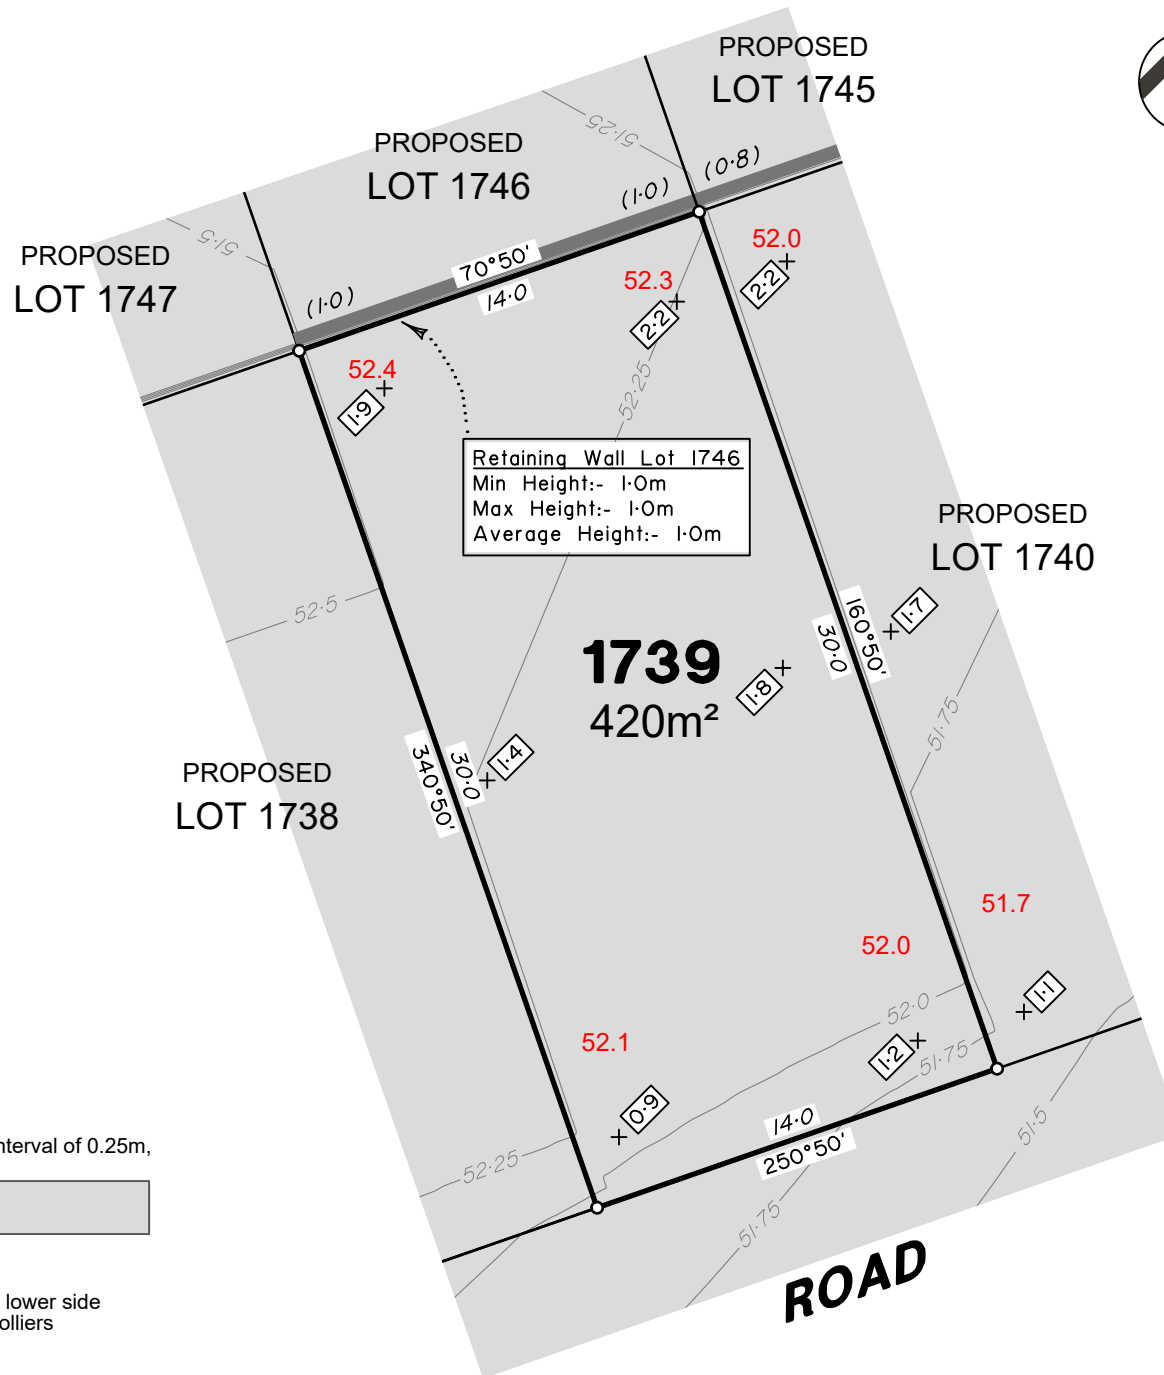 PROPOSED
LOT 1745
PROPOSED
LOT 1746
51·25
(0·8)
(1·0)
PROPOSED
LOT 1747
51·5
52.0
2·2
70°50'
14·0
52.3
2·2
(1·0)
52.4
1·9
52·25
Retaining Wall Lot 1746
Min Height:- 1·0m
Max Height:- 1·0m
Average Height:- 1·0m
PROPOSED
LOT 1740
52·5
1·7
160°50'
30·0
1739
420m²
1·8
51·75
1·4
340°50'
30·0
PROPOSED
LOT 1738
51.7
52.0
1·1
52·0
52.1
1·2
51·75
0·9
14·0
250°50'
51·5
nterval of 0.25m,
52·25
51·75
ROAD
lower side
olliers